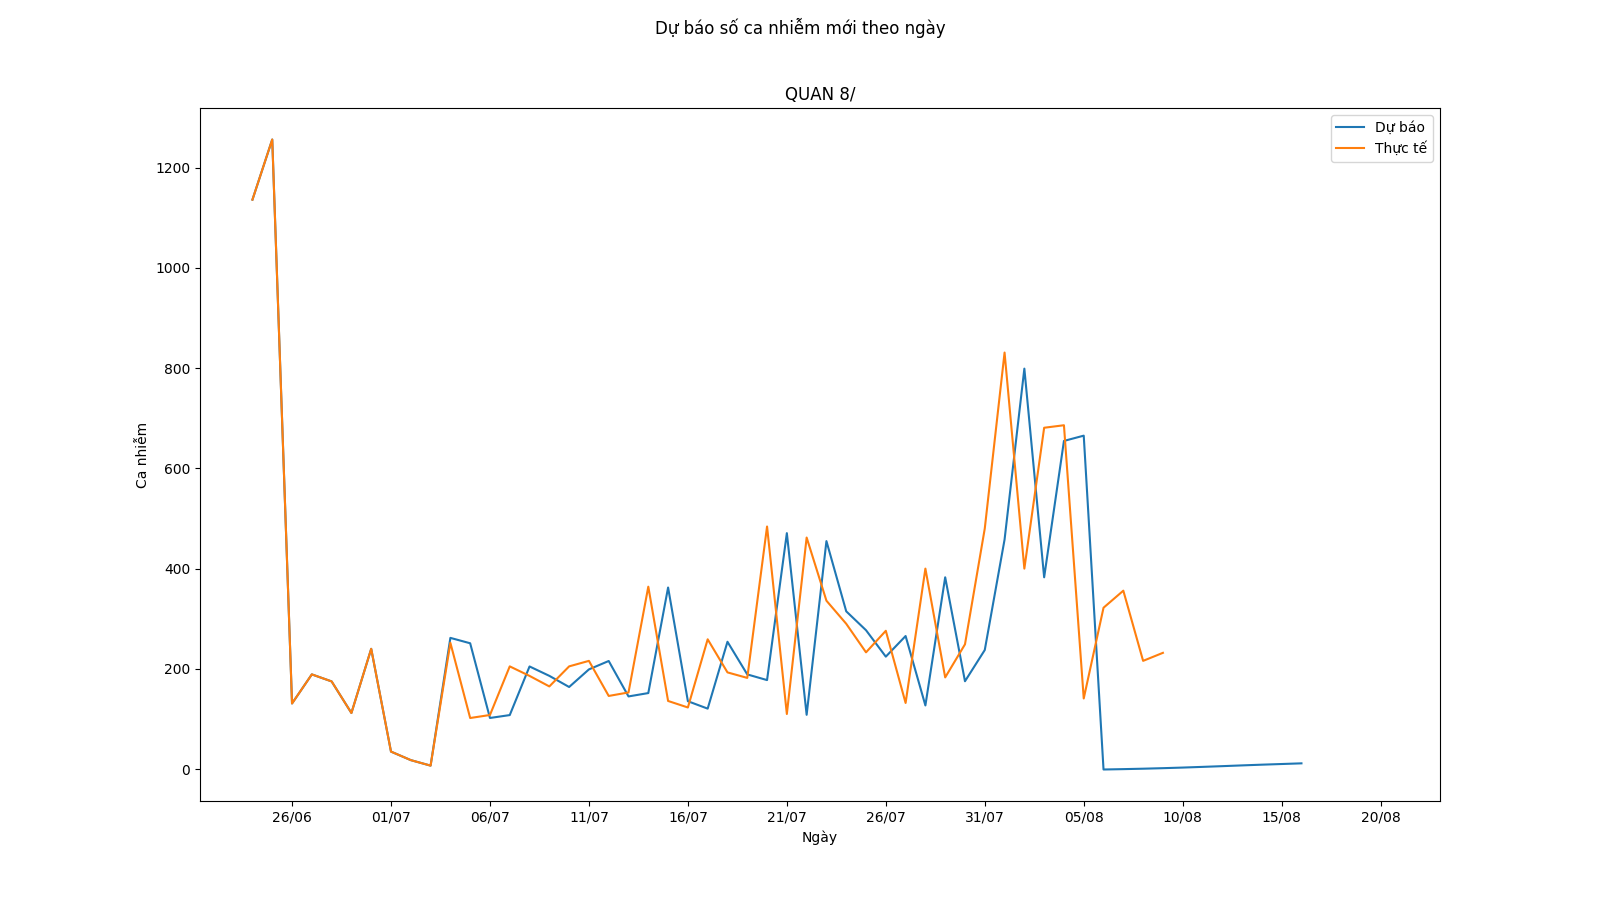 Dự báo số ca nhiễm mới theo ngày
QUAN 8/
Dự báo
Thực tế
1200
1000
800
600
400
200
0
Ca nhiễm
26/06 01/07 06/07 11/07 16/07 21/07 26/07 31/07 05/08 10/08 15/08 20/08
Ngày